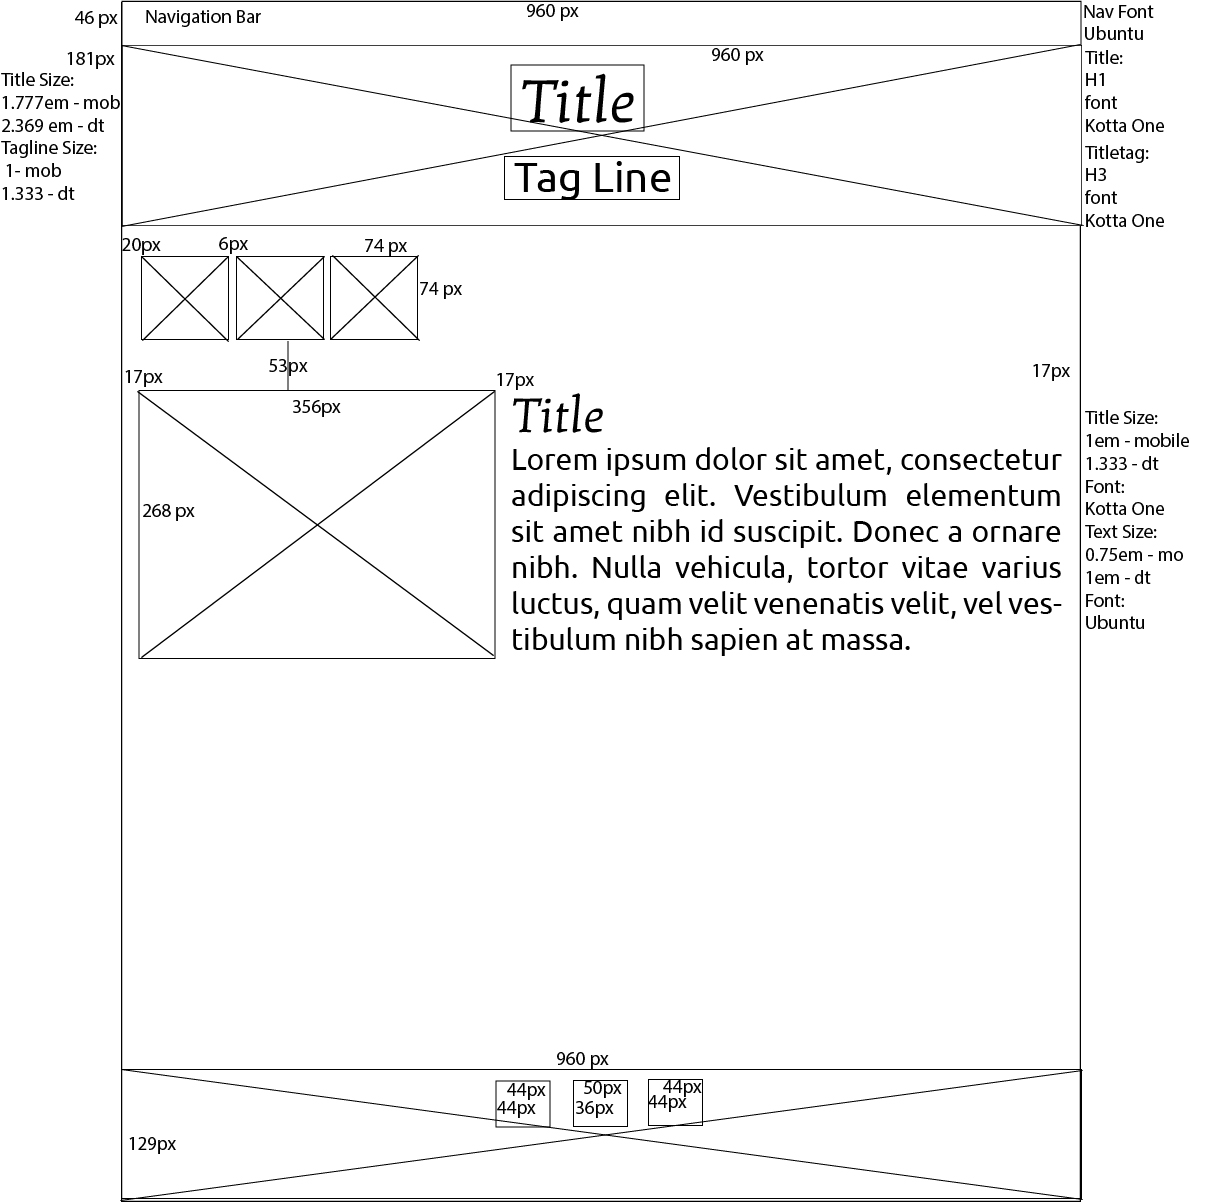 46 px
Navigation Bar
960 px
Nav Font
Ubuntu
181px
960 px
Title Size:
1.777em - mob
2.369 em - dt
Tagline Size:
1- mob
1.333 - dt
Title
Tag Line
Title:
H1
font
Kotta One
Titletag:
H3
font
Kotta One
20px
6px
74 px
74 px
53px
17px
17px
17px
356px
268 px
Title
Lorem ipsum dolor sit amet, consectetur
adipiscing elit. Vestibulum elementum
sit amet nibh id suscipit. Donec a ornare
nibh. Nulla vehicula, tortor vitae varius
luctus, quam velit venenatis velit, vel ves-
tibulum nibh sapien at massa.
Title Size:
1em - mobile
1.333 - dt
Font:
Kotta One
Text Size:
0.75em - mo
1em - dt
Font:
Ubuntu
960 px
44px
44px
50px
36px
44px
44px
129px